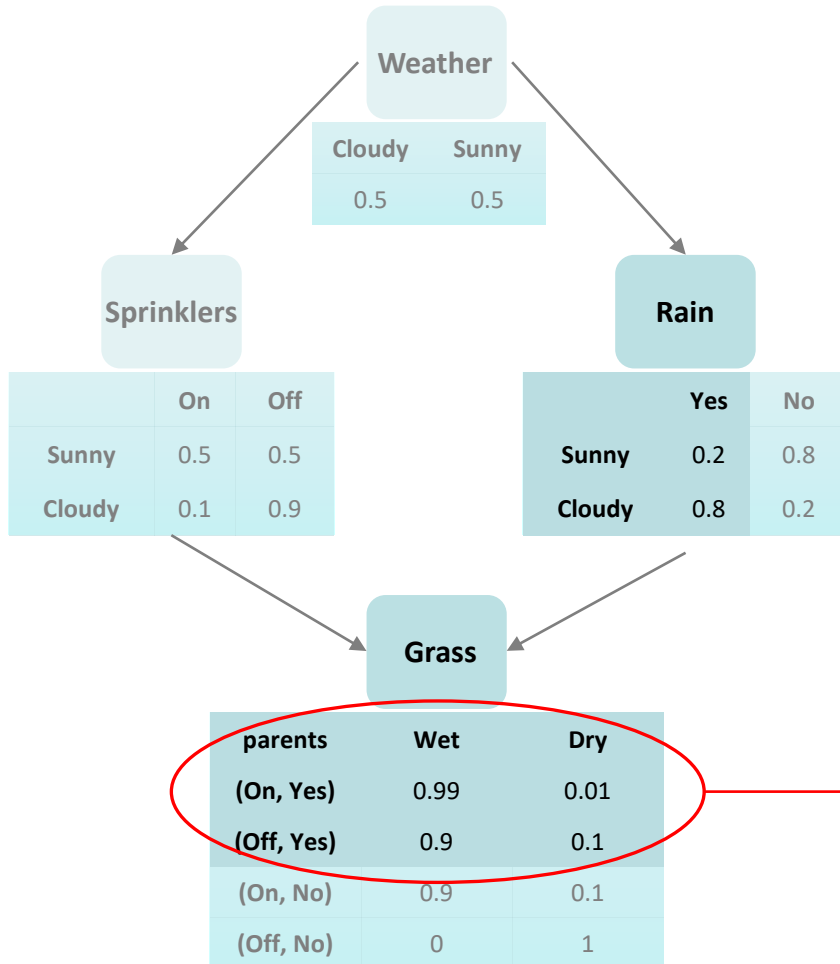 Weather
Cloudy Sunny
0.5 0.5
Sprinklers
On Off
Sunny 0.5 0.5
Cloudy 0.1 0.9
Rain
Yes No
Sunny 0.2 0.8
Cloudy 0.8 0.2
Grass
parents Wet Dry
(On, Yes) 0.99 0.01
(Off, Yes) 0.9 0.1
(On, No) 0.9 0.1
(Off, No) 0 1